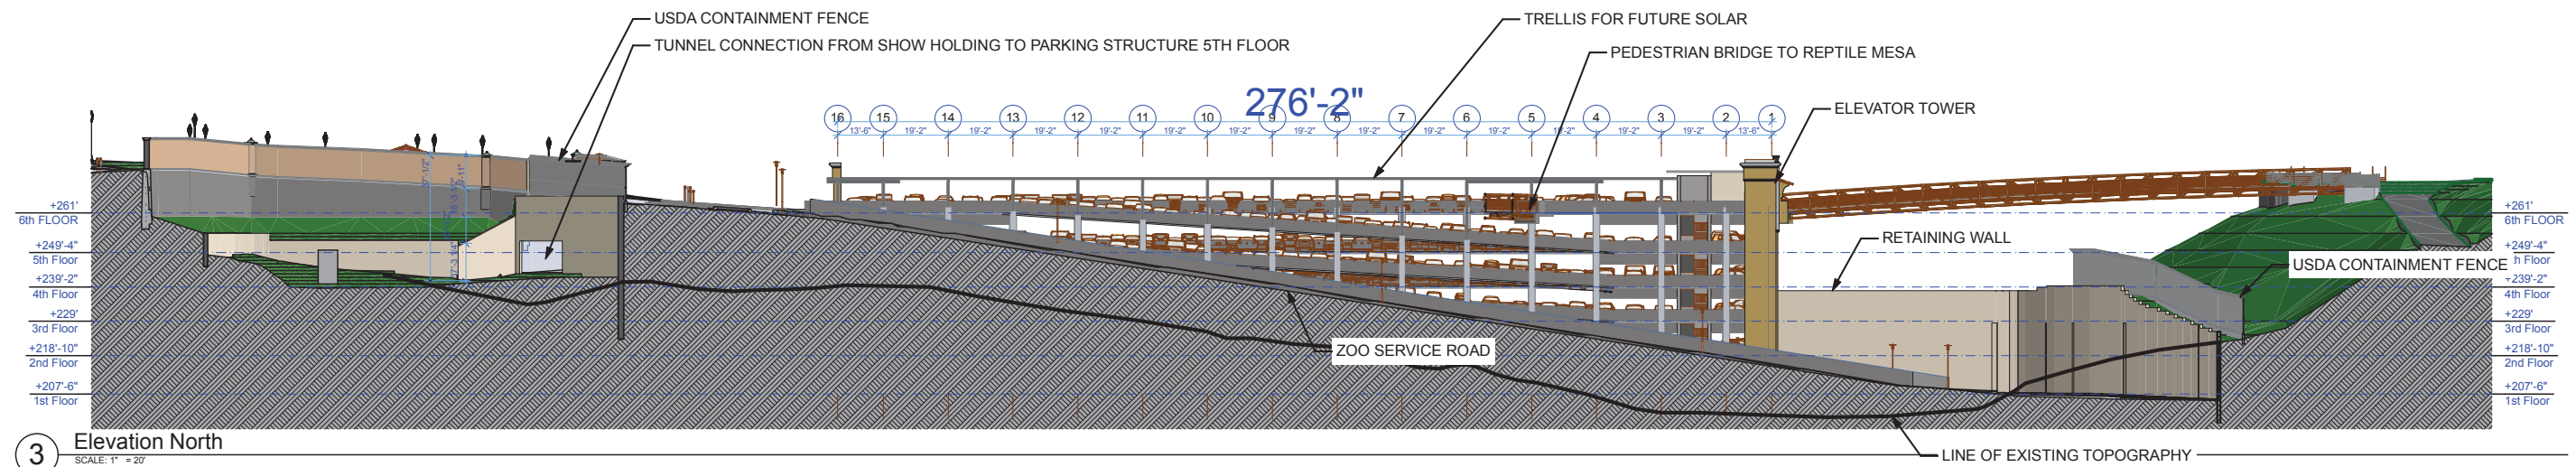 USDA CONTAINMENT FENCE
TUNNEL CONNECTION FROM SHOW HOLDING TO PARKING STRUCTURE 5TH FLOOR
TRELLIS FOR FUTURE SOLAR
PEDESTRIAN BRIDGE TO REPTILE MESA
276'-2"
ELEVATOR TOWER
16 15 14 13 12 11 10 9 8 7 6 5 4 3 2 1
13'-6" 19'-2" 19'-2" 19'-2" 19'-2" 19'-2" 19'-2" 19'-2" 19'-2" 19'-2" 19'-2" 19'-2" 19'-2" 19'-2" 13'-6"
+261'
6th FLOOR
+249'-4"
5th Floor
+239'-2"
4th Floor
+229'
3rd Floor
+218'-10"
2nd Floor
+207'-6"
1st Floor
RETAINING WALL
ZOO SERVICE ROAD
+261'
6th FLOOR
+249'-4"
h Floor
USDA CONTAINMENT FENCE
+239'-2"
4th Floor
+229'
3rd Floor
+218'-10"
2nd Floor
+207'-6"
1st Floor
3
Elevation North
SCALE: 1" = 20'
LINE OF EXISTING TOPOGRAPHY